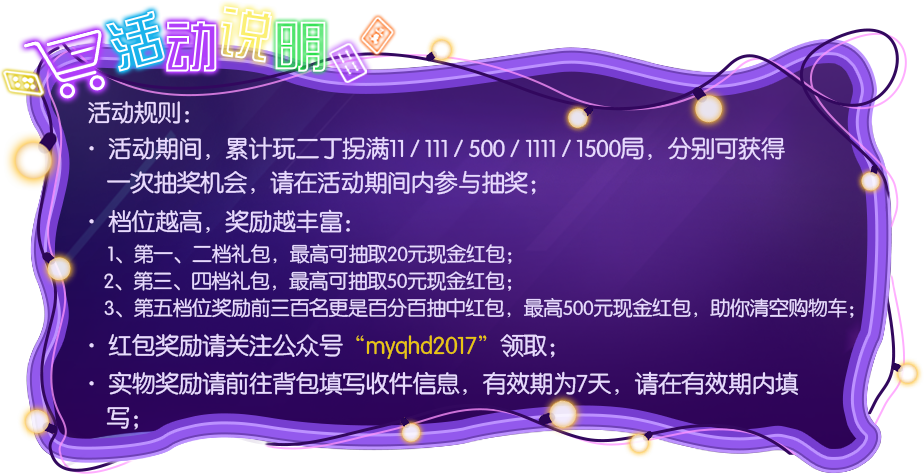 活动说明
活动规则：
· 活动期间，累计玩二丁拐满11 / 111 / 500 / 1111 / 1500局，分别可获得
一次抽奖机会，请在活动期间内参与抽奖；
· 档位越高，奖励越丰富：
1、第一、二档礼包，最高可抽取20元现金红包；
2、第三、四档礼包，最高可抽取50元现金红包；
3、第五档位奖励前三百名更是百分百抽中红包，最高500元现金红包，助你清空购物车；
· 红包奖励请关注公众号“myqhd2017”领取；
· 实物奖励请前往背包填写收件信息，有效期为7天，请在有效期内填
写；